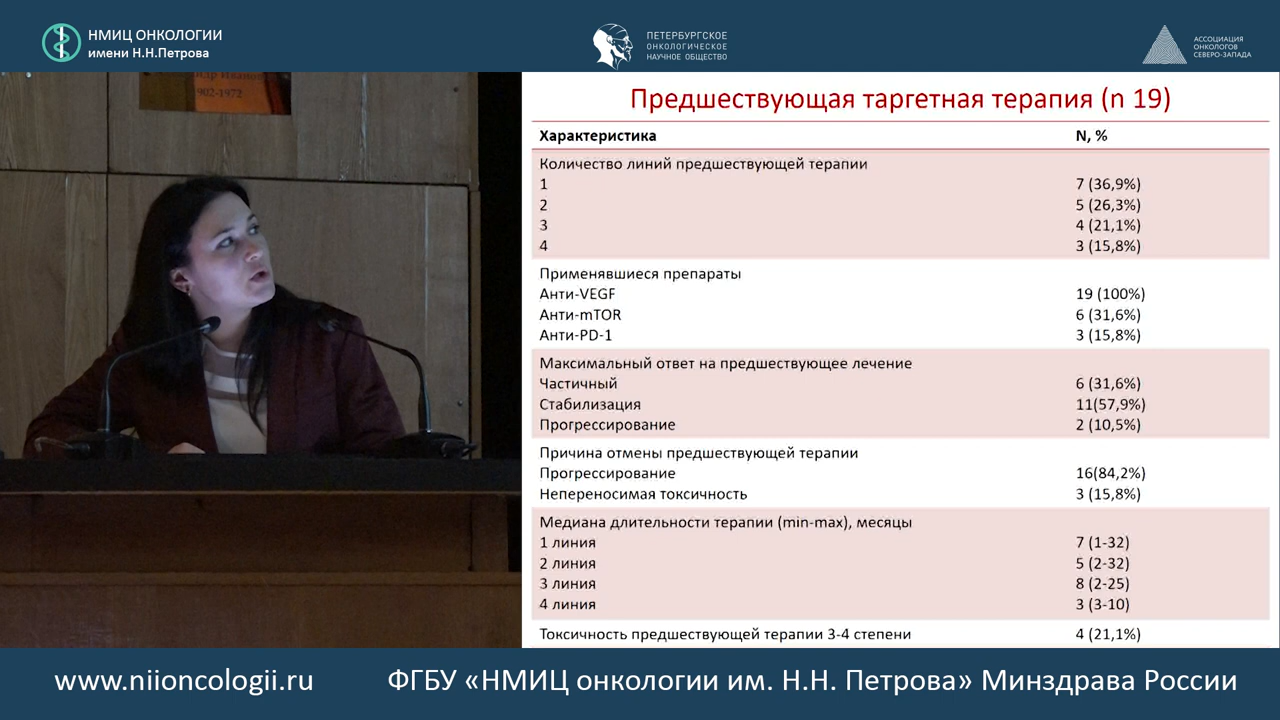 НМИЦ ОНКОЛОГИИ
имени Н.Н.Петрова
ПЕТЕРБУРГСКОЕ
ОНКОЛОГИЧЕСКОЕ
НАУЧНОЕ ОБЩЕСТВО
АССОЦИАЦИЯ
ОНКОЛОГОВ
СЕВЕРО-ЗАПАДА
902-1972
Предшествующая таргетная терапия (n 19)
Характеристика N, %
Количество линий предшествующей терапии
1 7 (36,9%)
2 5 (26,3%)
3 4 (21,1%)
4 3 (15,8%)
Применявшиеся препараты
Анти-VEGF 19 (100%)
Анти-mTOR 6 (31,6%)
Анти-PD-1 3 (15,8%)
Максимальный ответ на предшествующее лечение
Частичный 6 (31,6%)
Стабилизация 11(57,9%)
Прогрессирование 2 (10,5%)
Причина отмены предшествующей терапии
Прогрессирование 16(84,2%)
Непереносимая токсичность 3 (15,8%)
Медиана длительности терапии (min-max), месяцы
1 линия 7 (1-32)
2 линия 5 (2-32)
3 линия 8 (2-25)
4 линия 3 (3-10)
Токсичность предшествующей терапии 3-4 степени 4 (21,1%)
www.niioncologii.ru ФГБУ «НМИЦ онкологии им. Н.Н. Петрова» Минздрава России